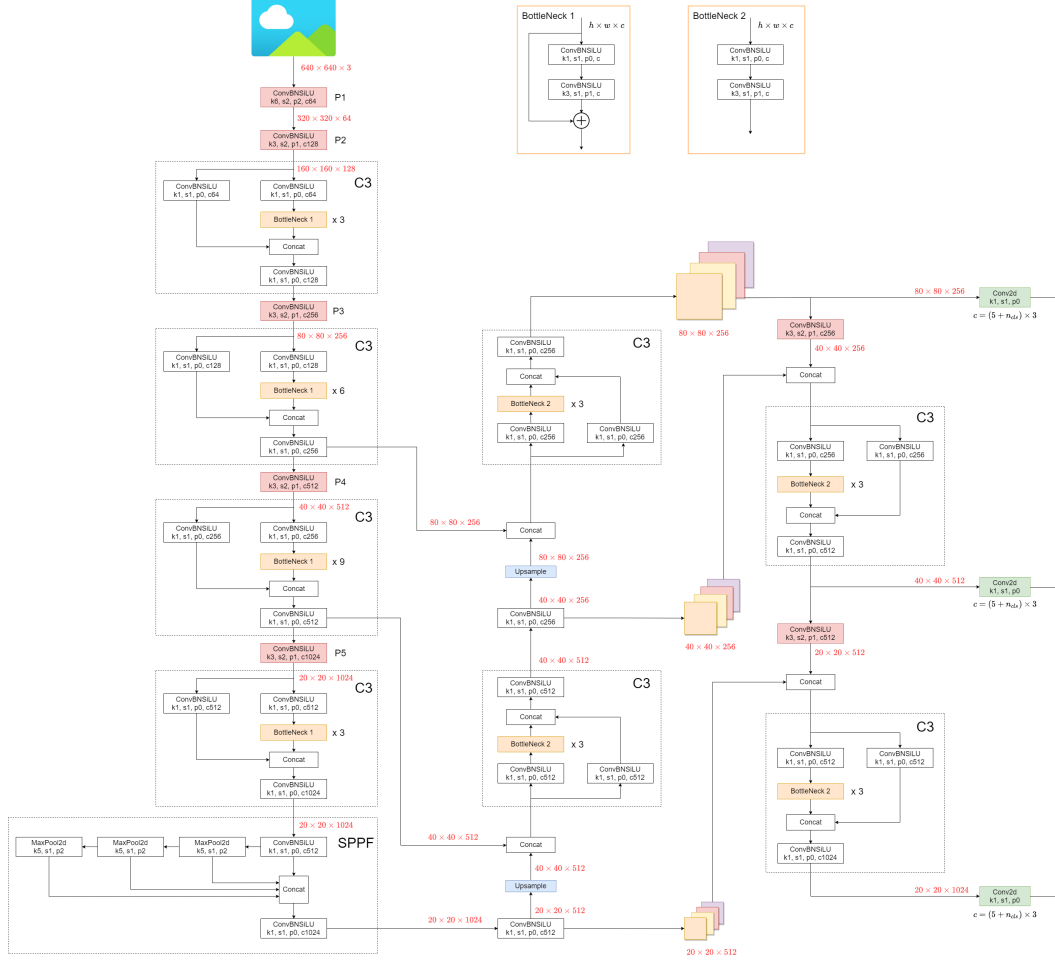 640 × 640 × 3
ConvBNSiLU
k6, s2, p2, c64
P1
320 × 320 × 64
ConvBNSiLU
k3, s2, p1, c128
P2
160 × 160 × 128
C3
ConvBNSiLU
k1, s1, p0, c64
ConvBNSiLU
k1, s1, p0, c64
BottleNeck 1
x 3
Concat
ConvBNSiLU
k1, s1, p0, c128
ConvBNSiLU
k3, s2, p1, c256
P3
80 × 80 × 256
C3
ConvBNSiLU
k1, s1, p0, c128
ConvBNSiLU
k1, s1, p0, c128
BottleNeck 1
x 6
Concat
ConvBNSiLU
k1, s1, p0, c256
ConvBNSiLU
k3, s2, p1, c512
P4
40 × 40 × 512
C3
ConvBNSiLU
k1, s1, p0, c256
ConvBNSiLU
k1, s1, p0, c256
BottleNeck 1
x 9
Concat
ConvBNSiLU
k1, s1, p0, c512
ConvBNSiLU
k3, s2, p1, c1024
P5
20 × 20 × 1024
C3
ConvBNSiLU
k1, s1, p0, c512
ConvBNSiLU
k1, s1, p0, c512
BottleNeck 1
x 3
Concat
ConvBNSiLU
k1, s1, p0, c1024
20 × 20 × 1024
SPPF
MaxPool2d
k5, s1, p2
MaxPool2d
k5, s1, p2
MaxPool2d
k5, s1, p2
ConvBNSiLU
k1, s1, p0, c512
Concat
ConvBNSiLU
k1, s1, p0, c1024
BottleNeck 1
h × w × c
ConvBNSiLU
k1, s1, p0, c
ConvBNSiLU
k3, s1, p1, c
BottleNeck 2
h × w × c
ConvBNSiLU
k1, s1, p0, c
ConvBNSiLU
k3, s1, p1, c
C3
ConvBNSiLU
k1, s1, p0, c256
Concat
BottleNeck 2
x 3
ConvBNSiLU
k1, s1, p0, c256
ConvBNSiLU
k1, s1, p0, c256
80 × 80 × 256
Concat
80 × 80 × 256
Upsample
40 × 40 × 256
ConvBNSiLU
k1, s1, p0, c256
40 × 40 × 512
C3
ConvBNSiLU
k1, s1, p0, c512
Concat
BottleNeck 2
x 3
ConvBNSiLU
k1, s1, p0, c512
ConvBNSiLU
k1, s1, p0, c512
40 × 40 × 512
Concat
40 × 40 × 512
Upsample
20 × 20 × 512
20 × 20 × 1024
ConvBNSiLU
k1, s1, p0, c512
80 × 80 × 256
40 × 40 × 256
20 × 20 × 512
80 × 80 × 256
Conv2d
k1, s1, p0
c = (5 + ncls) × 3
ConvBNSiLU
k3, s2, p1, c256
40 × 40 × 256
Concat
C3
ConvBNSiLU
k1, s1, p0, c256
ConvBNSiLU
k1, s1, p0, c256
BottleNeck 2
x 3
Concat
ConvBNSiLU
k1, s1, p0, c512
40 × 40 × 512
Conv2d
k1, s1, p0
c = (5 + ncls) × 3
ConvBNSiLU
k3, s2, p1, c512
20 × 20 × 512
Concat
C3
ConvBNSiLU
k1, s1, p0, c512
ConvBNSiLU
k1, s1, p0, c512
BottleNeck 2
x 3
Concat
ConvBNSiLU
k1, s1, p0, c1024
20 × 20 × 1024
Conv2d
k1, s1, p0
c = (5 + ncls) × 3